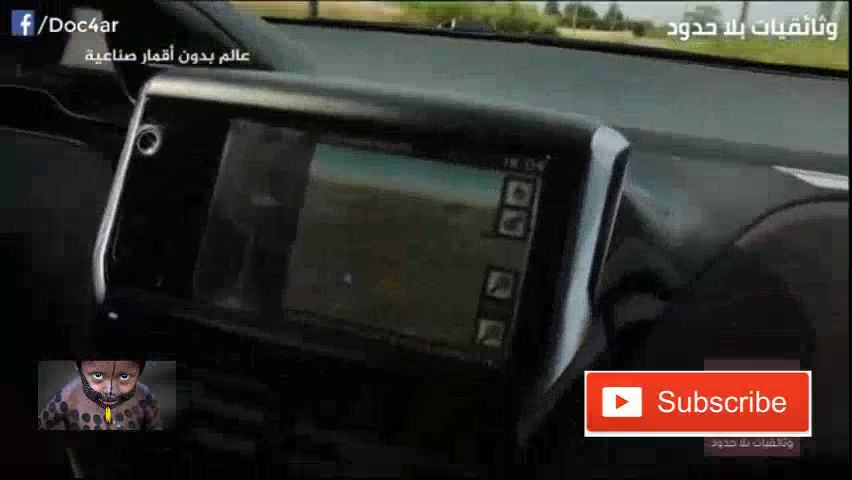 /Doc4ar
وثائقيات بلا حدود
عالم بدون أقمار صناعية
Subscribe
وثائقيات بلا حدود